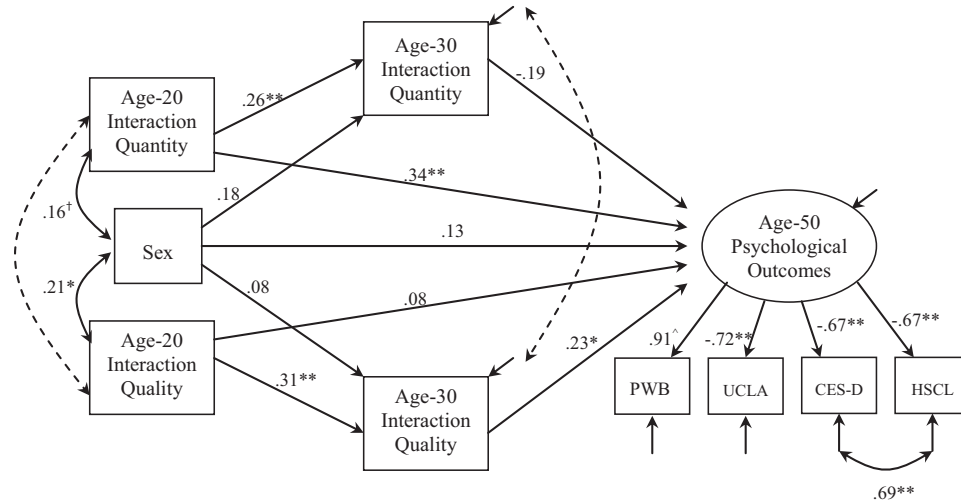 Age-30
Interaction
Quantity
-.19
Age-20
Interaction
Quantity
.26**
.34**
.16†
.18
Sex
.13
Age-50
Psychological
Outcomes
.21*
.08
.08
Age-20
Interaction
Quality
.31**
Age-30
Interaction
Quality
.23*
.91^
-.72**
-.67**
-.67**
PWB
UCLA
CES-D
HSCL
.69**